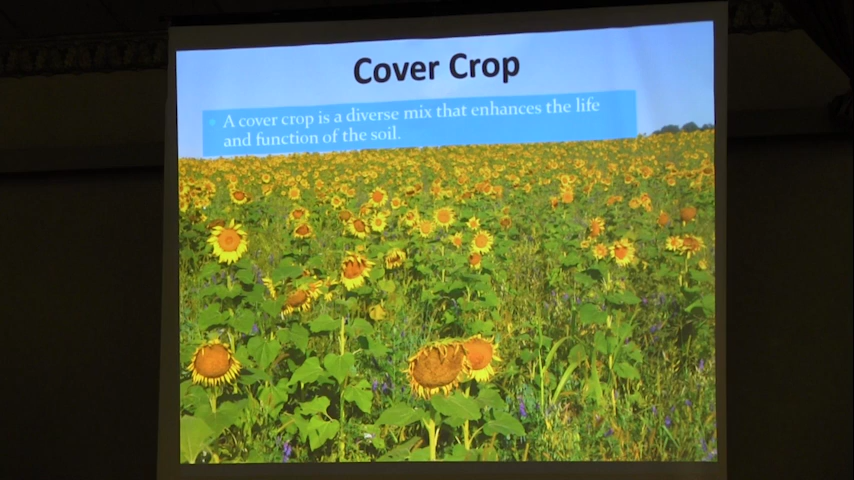 Cover Crop
A cover crop is a diverse mix that enhances the life
and function of the soil.